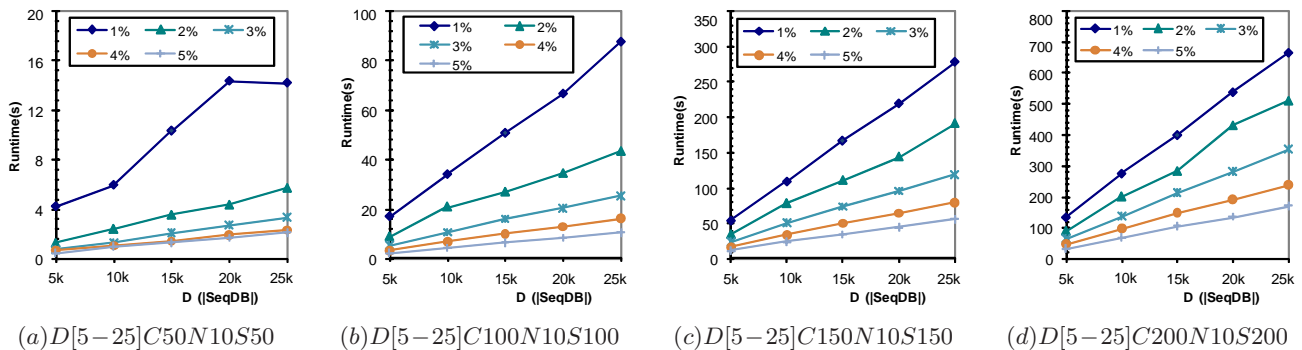 20
16
12
8
4
0
Runtime(s)
1% 2% 3%
4% 5%
5k 10k 15k 20k 25k
D (|SeqDB|)
(a)D[5−25]C50N10S50
100
80
60
40
20
0
Runtime(s)
1% 2%
3% 4%
5%
5k 10k 15k 20k 25k
D (|SeqDB|)
(b)D[5−25]C100N10S100
350
300
250
200
150
100
50
0
Runtime(s)
1% 2% 3%
4% 5%
5k 10k 15k 20k 25k
D (|SeqDB|)
(c)D[5−25]C150N10S150
800
700
600
500
400
300
200
100
0
Runtime(s)
1% 2% 3%
4% 5%
5k 10k 15k 20k 25k
D (|SeqDB|)
(d)D[5−25]C200N10S200